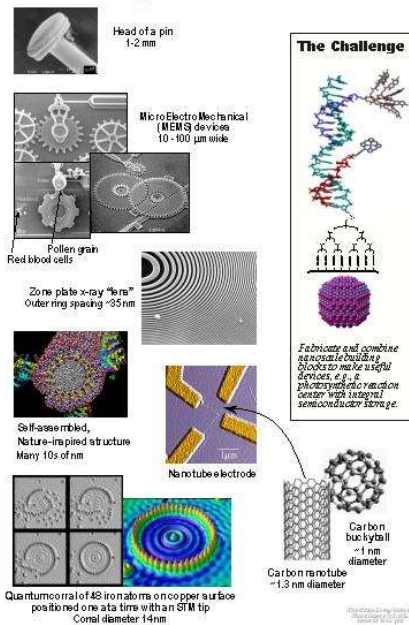 Head of a pin
1-2 mm
The Challenge
MicroElectroMechanical
(MEMS) devices
10 -100 µm wide
Pollen grain
Red blood cells
Zone plate x-ray "lens"
Outer ring spacing ~35 nm
Fabricate and combine
nanoscale building
blocks to make useful
devices, e.g., a
photosynthetic reaction
center with integral
semiconductor storage.
Self-assembled,
Nature-inspired structure
Many 10s of nm
1µm
Nanotube electrode
Carbon
buckyball
~1 nm
diameter
Carbon nanotube
~1.3 nm diameter
Quantum corral of 48 iron atoms on copper surface
positioned one at a time with an STM tip
Corral diameter 14 nm